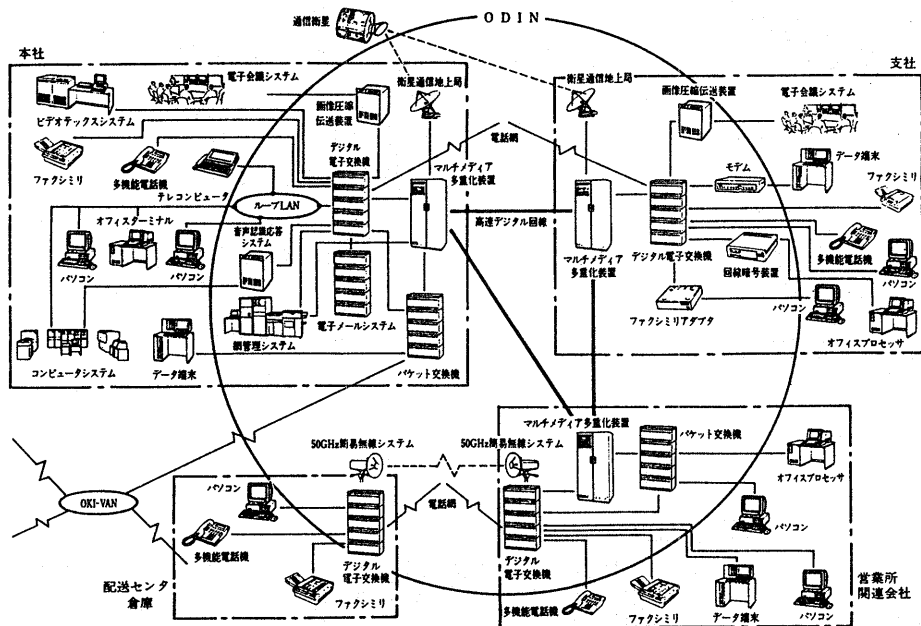 ODIN
通信衛星
本社
電子会議システム
ビデオテックスシステム
画像圧縮
伝送装置
衛星通信地上局
ファクシミリ
多機能電話機
テレコンピュータ
デジタル
電子交換機
マルチメディア
多重化装置
ループLAN
オフィスターミナル
パソコン
パソコン
音声認識応答
システム
電子メールシステム
網管理システム
コンピュータシステム
データ端末
パケット交換機
電話網
高速デジタル回線
支社
衛星通信地上局
画像圧縮伝送装置
電子会議システム
モデム
データ端末
ファクシミリ
マルチメディア
多重化装置
デジタル電子交換機
回線暗号装置
多機能電話機
パソコン
パソコン
ファクシミリアダプタ
オフィスプロセッサ
OKI-VAN
50GHz簡易無線システム
50GHz簡易無線システム
電話網
パソコン
多機能電話機
ファクシミリ
デジタル
電子交換機
配送センタ
倉庫
マルチメディア多重化装置
パケット交換機
オフィスプロセッサ
パソコン
デジタル
電子交換機
多機能電話機
ファクシミリ
データ端末
パソコン
営業所
関連会社